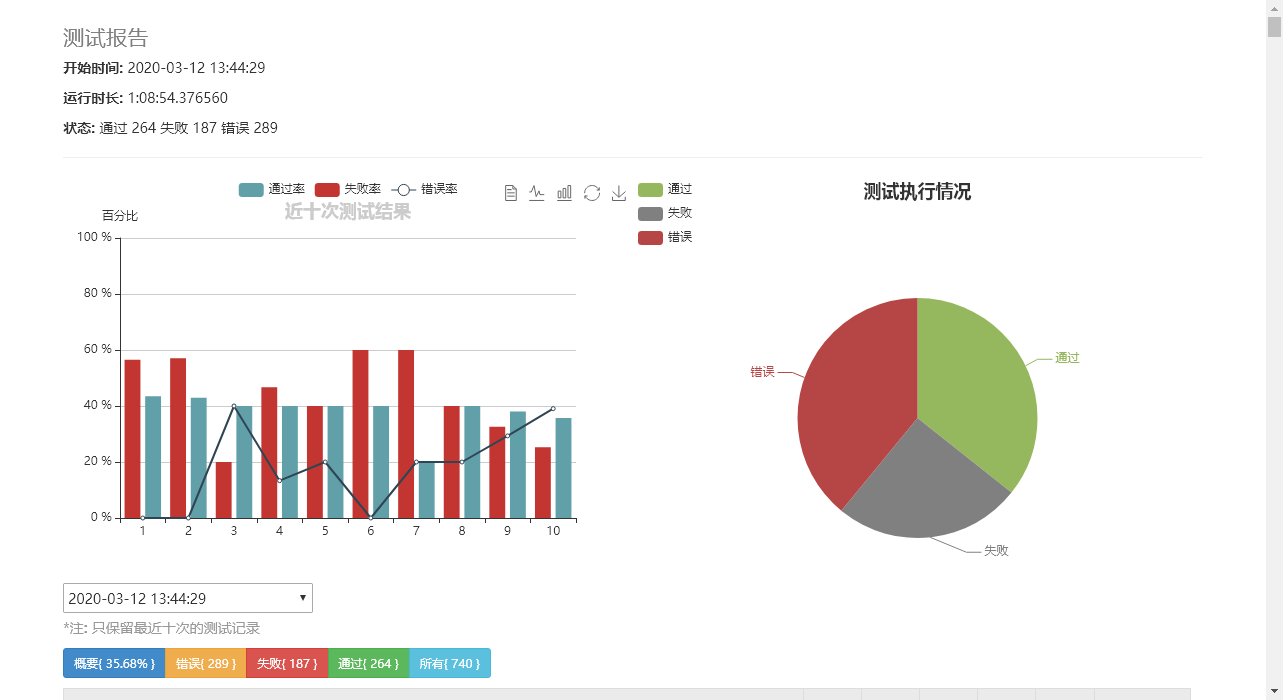 测试报告
开始时间: 2020-03-12 13:44:29
运行时长: 1:08:54.376560
状态: 通过 264 失败 187 错误 289
通过率 失败率 错误率
近十次测试结果
百分比
100 %
80 %
60 %
40 %
20 %
0 %
1 2 3 4 5 6 7 8 9 10
通过
失败
错误
测试执行情况
通过
错误
失败
2020-03-12 13:44:29
*注: 只保留最近十次的测试记录
概要{ 35.68% } 错误{ 289 } 失败{ 187 } 通过{ 264 } 所有{ 740 }